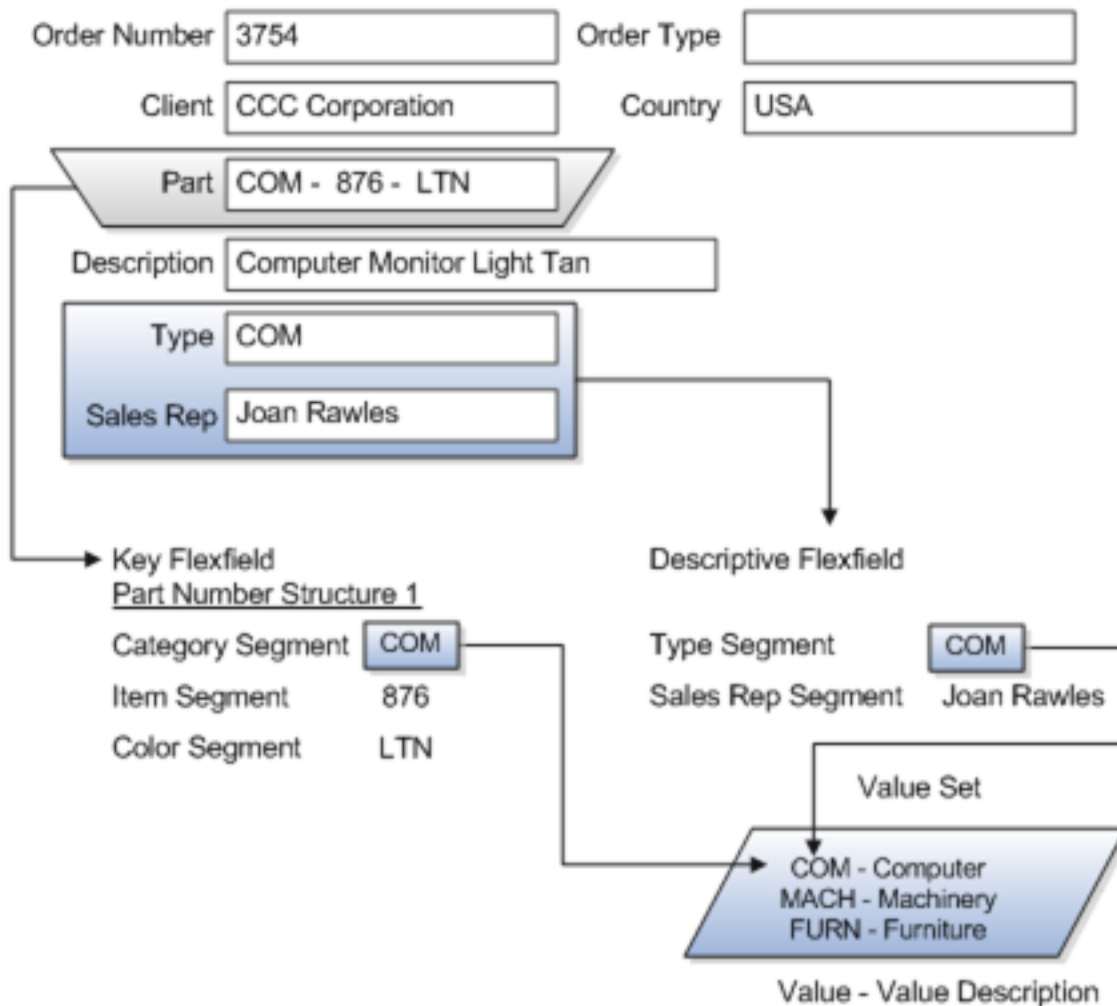 Order Number 3754 Order Type
Client CCC Corporation Country USA
Part COM - 876 - LTN
Description Computer Monitor Light Tan
Type COM
Sales Rep Joan Rawles
Key Flexfield
Part Number Structure 1
Category Segment COM
Item Segment 876
Color Segment LTN
Descriptive Flexfield
Type Segment COM
Sales Rep Segment Joan Rawles
Value Set
COM - Computer
MACH - Machinery
FURN - Furniture
Value - Value Description